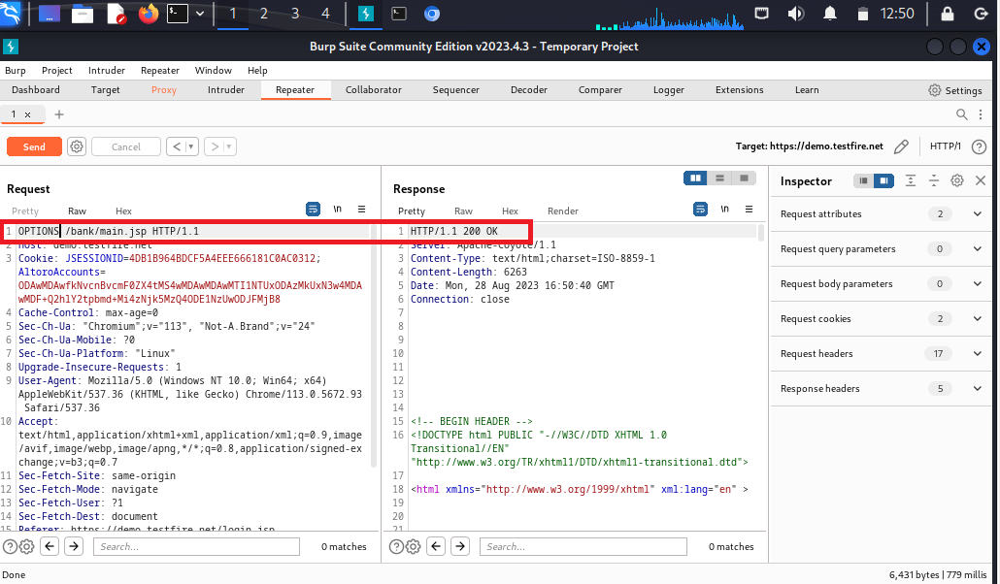 1 2 3 4 12:50
Burp Suite Community Edition v2023.4.3 - Temporary Project
Burp Project Intruder Repeater Window Help
Dashboard Target Proxy Intruder Repeater Collaborator Sequencer Decoder Comparer Logger Extensions Learn Settings
1 × +
Send Cancel < > Target: https://demo.testfire.net HTTP/1 ?
Request
Pretty Raw Hex \n
1 OPTIONS /bank/main.jsp HTTP/1.1
2 Host: demo.testfire.net
3 Cookie: JSESSIONID=4DB1B964BDCF5A4EEE666181C0AC0312;
AltoroAccounts=
ODAwMDAwfkNvcnBvcmF0ZX4tMS4wMDAwMDAwMTI1NTUxODAzMkUxN3w4MDA
wMDF+Q2hlY2tpbmd+Mi4zNjk5MzQ4ODE1NzUwODJFMjB8
4 Cache-Control: max-age=0
5 Sec-Ch-Ua: "Chromium";v="113", "Not-A.Brand";v="24"
6 Sec-Ch-Ua-Mobile: ?0
7 Sec-Ch-Ua-Platform: "Linux"
8 Upgrade-Insecure-Requests: 1
9 User-Agent: Mozilla/5.0 (Windows NT 10.0; Win64; x64)
AppleWebKit/537.36 (KHTML, like Gecko) Chrome/113.0.5672.93
Safari/537.36
10 Accept:
text/html,application/xhtml+xml,application/xml;q=0.9,image
/avif,image/webp,image/apng,*/*;q=0.8,application/signed-ex
change;v=b3;q=0.7
11 Sec-Fetch-Site: same-origin
12 Sec-Fetch-Mode: navigate
13 Sec-Fetch-User: ?1
14 Sec-Fetch-Dest: document
15 Referer: https://demo.testfire.net/login.jsp
? Search... 0 matches
Response
Pretty Raw Hex Render \n
1 HTTP/1.1 200 OK
2 Server: Apache-Coyote/1.1
3 Content-Type: text/html;charset=ISO-8859-1
4 Content-Length: 6263
5 Date: Mon, 28 Aug 2023 16:50:40 GMT
6 Connection: close
7
8
9
10
11
12
13
14
15 <!-- BEGIN HEADER -->
16 <!DOCTYPE html PUBLIC "-//W3C//DTD XHTML 1.0
Transitional//EN"
"http://www.w3.org/TR/xhtml1/DTD/xhtml1-transitional.dtd">
17
18 <html xmlns="http://www.w3.org/1999/xhtml" xml:lang="en" >
19
20
21
? Search... 0 matches
Inspector
Request attributes 2
Request query parameters 0
Request body parameters 0
Request cookies 2
Request headers 17
Response headers 5
Done 6,431 bytes | 779 millis